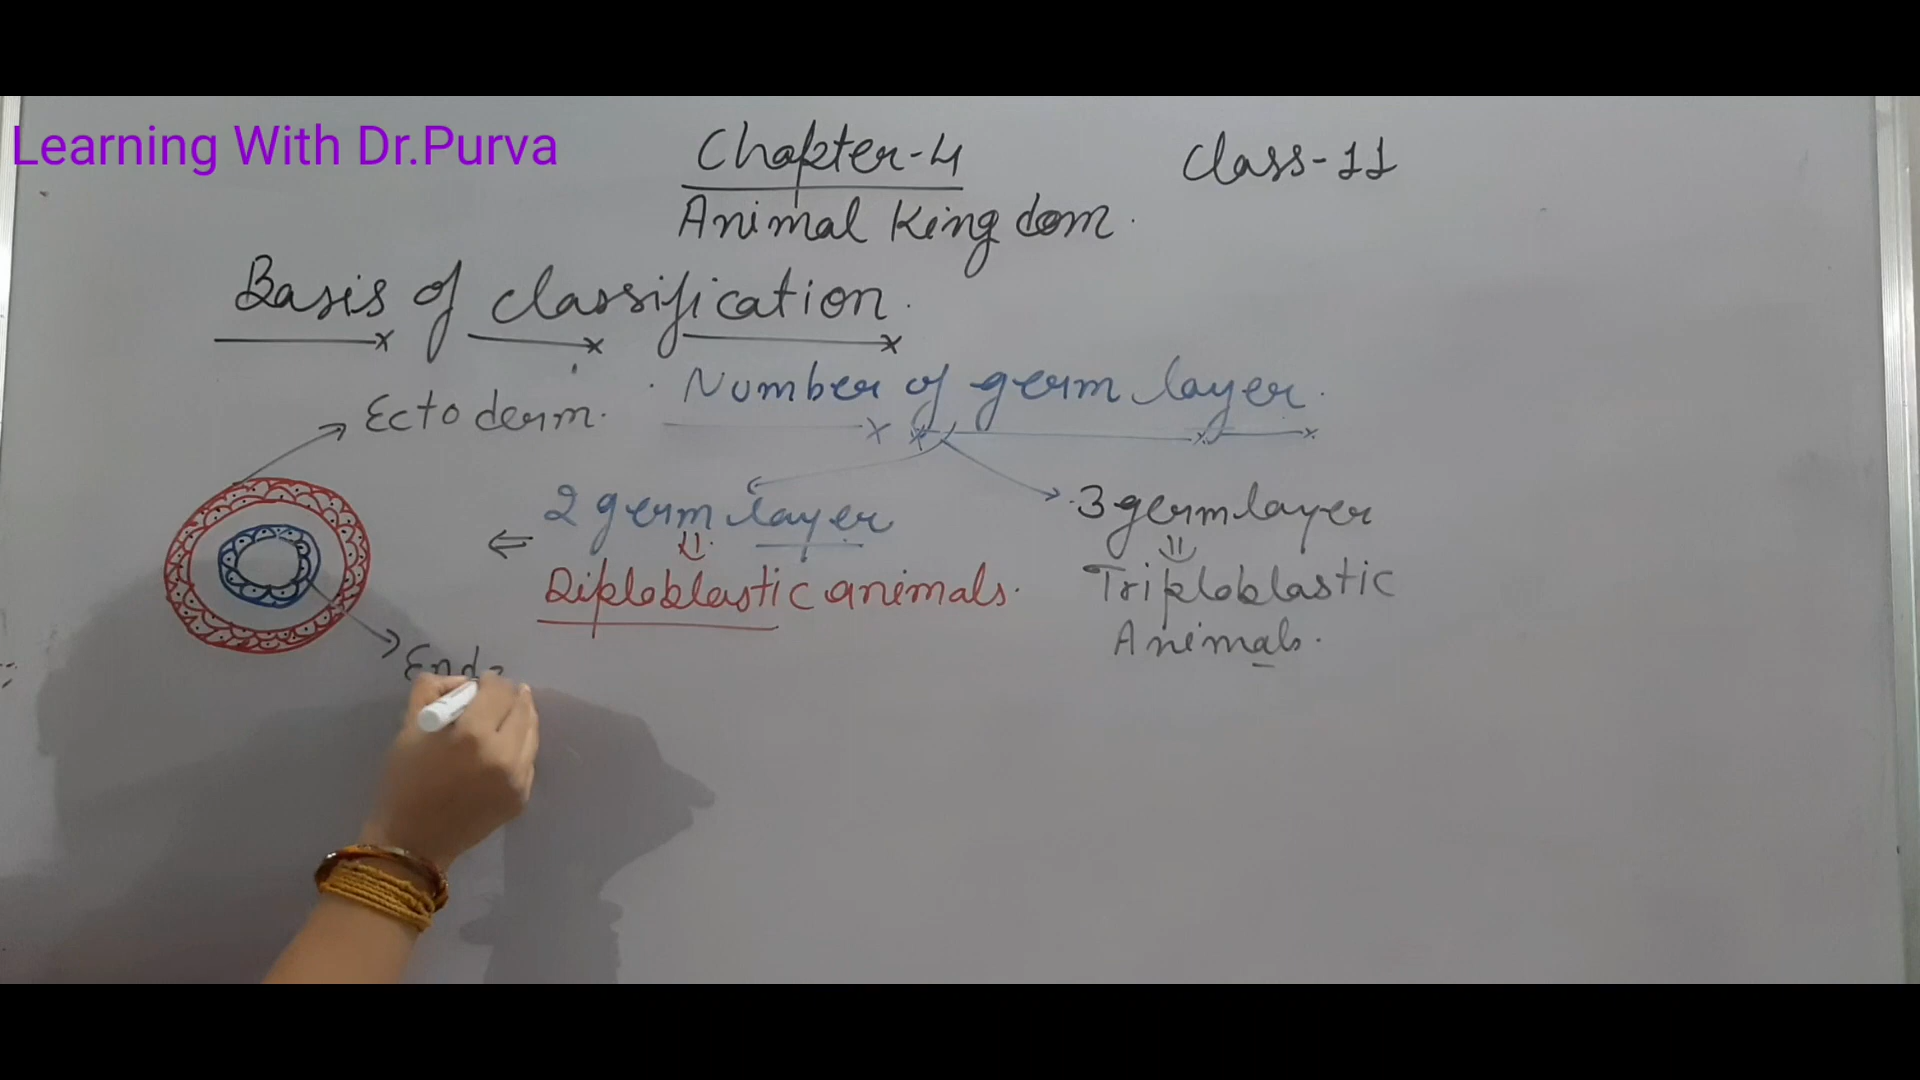 Learning With Dr.Purva
Chapter-4
Class-11
Animal Kingdom.
Basis of classification.
Number of germ layer.
Ectoderm.
2 germ layer
3 germ layer
Diploblastic animals.
Triploblastic
Animals.
Endo